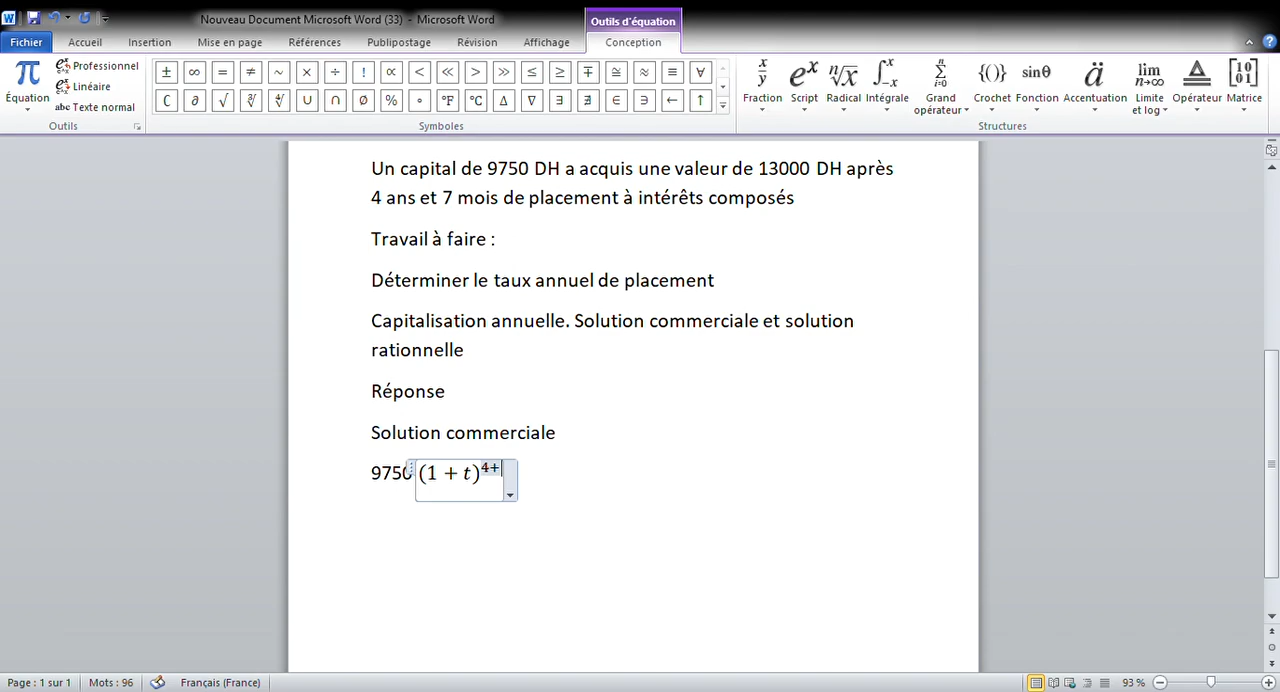 Nouveau Document Microsoft Word (33) - Microsoft Word
Outils d'équation
Fichier Accueil Insertion Mise en page Références Publipostage Révision Affichage Conception
π Équation
Professionnel
Linéaire
abc Texte normal
± ∞ = ≠ ~ × ÷ ! ∝ < ≪ > ≫ ≤ ≥ ∓ ≅ ≈ ≡ ∀
∁ ∂ √ ∛ ∜ ∪ ∩ ∅ % ° °F °C ∆ ∇ ∃ ∄ ∈ ∋ ← ↑
Fraction Script Radical Intégrale Grand opérateur Crochet Fonction Accentuation Limite et log Opérateur Matrice
Outils Symboles Structures
Un capital de 9750 DH a acquis une valeur de 13000 DH après
4 ans et 7 mois de placement à intérêts composés
Travail à faire :
Déterminer le taux annuel de placement
Capitalisation annuelle. Solution commerciale et solution
rationnelle
Réponse
Solution commerciale
9750 (1 + t)⁴⁺
Page : 1 sur 1 Mots : 96 Français (France) 93 %